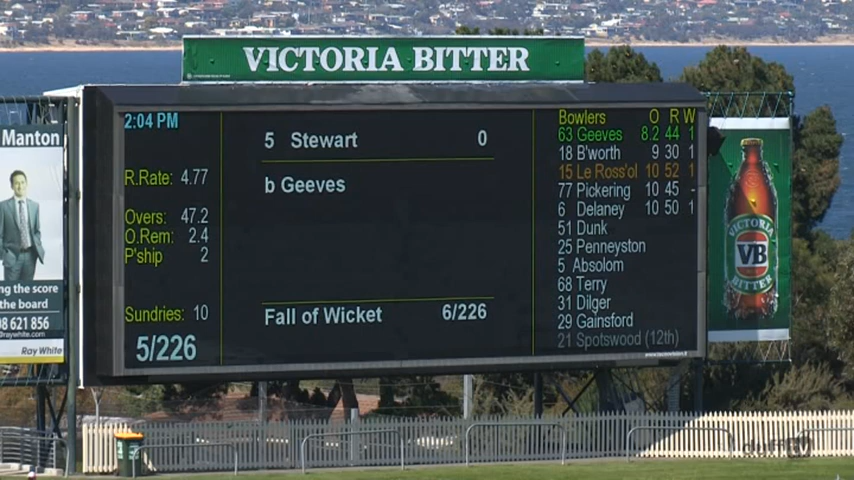 VICTORIA BITTER
Manton
ng the score
the board
08 621 856
@raywhite.com
Ray White
2:04 PM
R.Rate: 4.77
Overs: 47.2
O.Rem: 2.4
P'ship 2
Sundries: 10
5/226
5 Stewart 0
b Geeves
Fall of Wicket 6/226
Bowlers O R W
63 Geeves 8.2 44 1
18 B'worth 9 30 1
15 Le Ross'ol 10 52 1
77 Pickering 10 45 -
6 Delaney 10 50 1
51 Dunk
25 Penneyston
5 Absolom
68 Terry
31 Dilger
29 Gainsford
21 Spotswood (12th)
VICTORIA
VB
BITTER